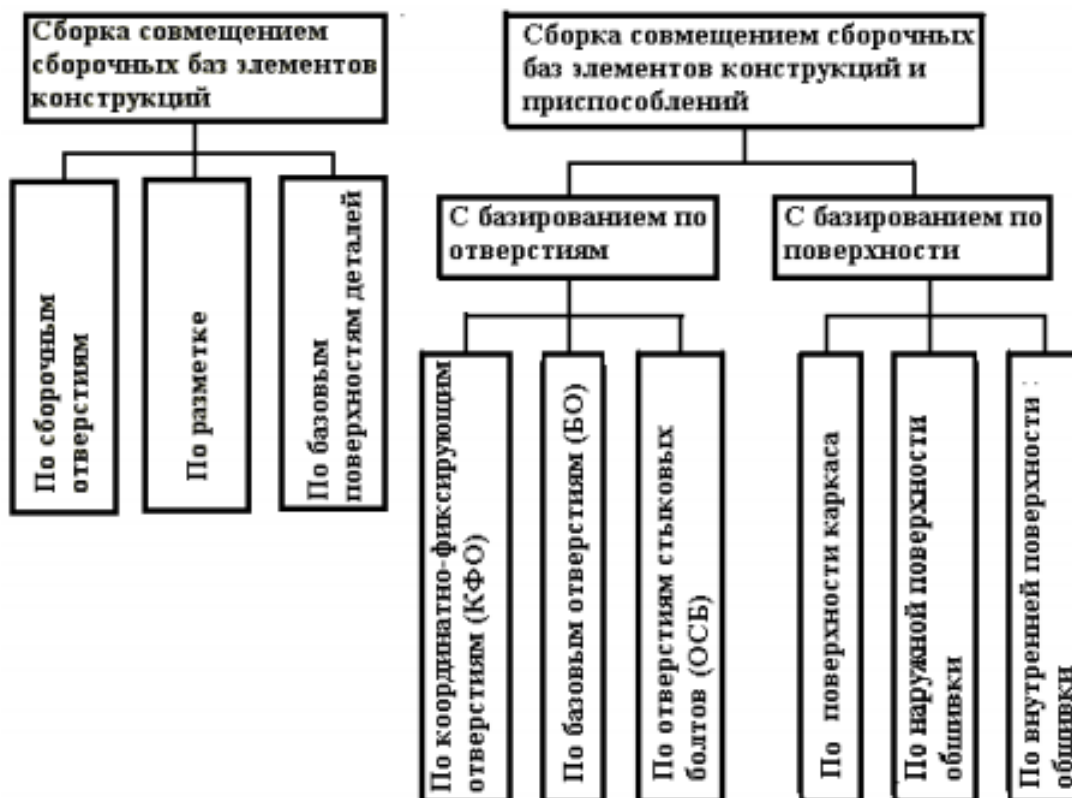 Сборка совмещением
сборочных баз элементов
конструкций
По сборочным
отверстиям
По разметке
По базовым
поверхностям деталей
Сборка совмещением сборочных
баз элементов конструкций и
приспособлений
С базированием по
отверстиям
По координатно-фиксирующим
отверстиям (КФО)
По базовым отверстиям (БО)
По отверстиям стыковых
болтов (ОСБ)
С базированием по
поверхности
По поверхности каркаса
По наружной поверхности
обшивки
По внутренней поверхности
обшивки